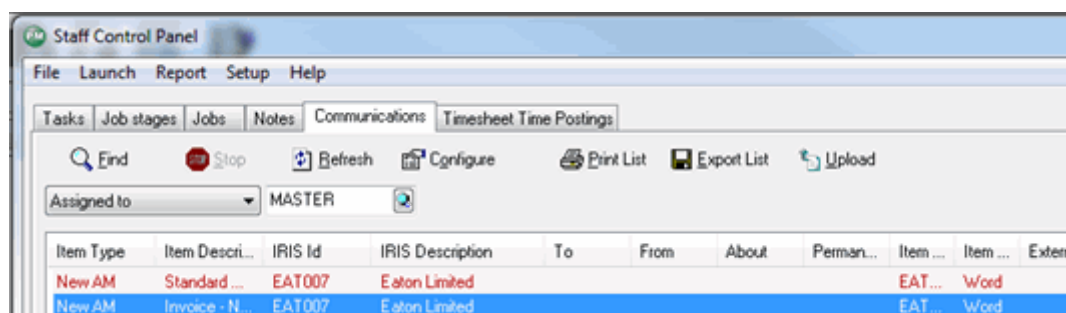 Staff Control Panel
File Launch Report Setup Help
Tasks Job stages Jobs Notes Communications Timesheet Time Postings
Find STOP Stop Refresh Configure Print List Export List Upload
Assigned to MASTER
Item Type Item Descri... IRIS Id IRIS Description To From About Perman... Item ... Item ... Exter
New AM Standard ... EAT007 Eaton Limited EAT... Word
New AM Invoice - N... EAT007 Eaton Limited EAT... Word